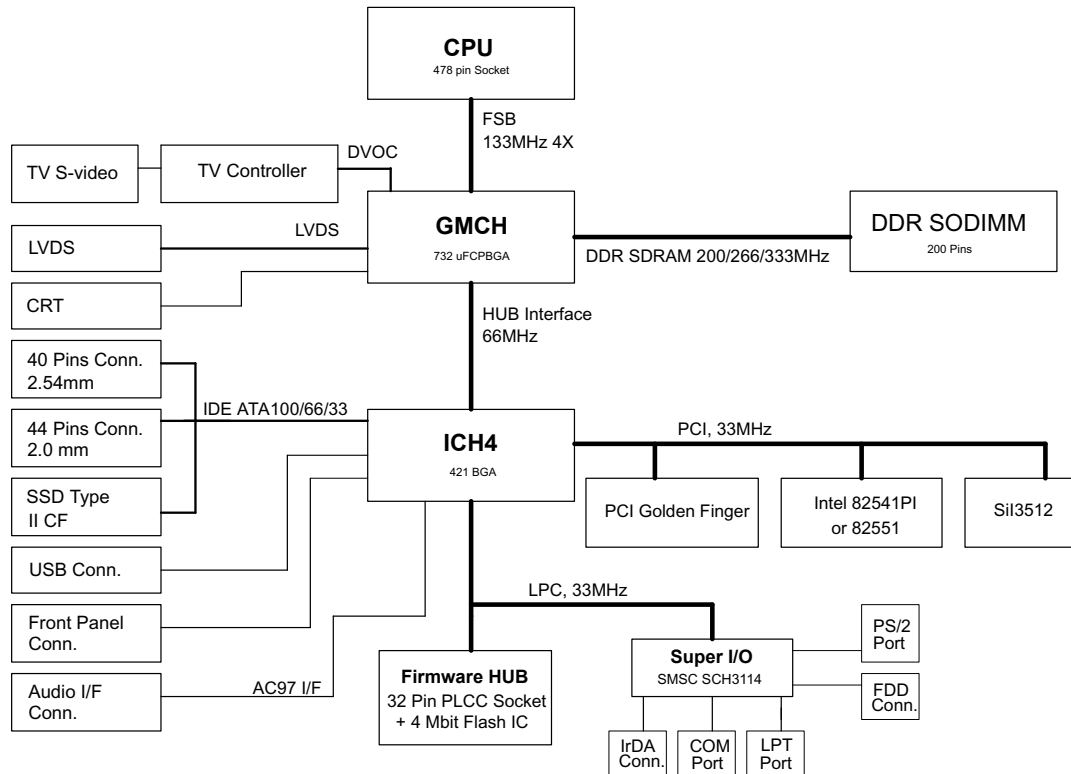 CPU
478 pin Socket
FSB
133MHz 4X
DVOC
TV S-video
TV Controller
GMCH
732 uFCPBGA
DDR SODIMM
200 Pins
LVDS
LVDS
DDR SDRAM 200/266/333MHz
CRT
HUB Interface
66MHz
40 Pins Conn.
2.54mm
IDE ATA100/66/33
44 Pins Conn.
2.0 mm
ICH4
421 BGA
PCI, 33MHz
SSD Type
II CF
PCI Golden Finger
Intel 82541PI
or 82551
SiI3512
USB Conn.
LPC, 33MHz
Front Panel
Conn.
PS/2
Port
Super I/O
SMSC SCH3114
Firmware HUB
32 Pin PLCC Socket
+ 4 Mbit Flash IC
Audio I/F
Conn.
AC97 I/F
FDD
Conn.
IrDA
Conn.
COM
Port
LPT
Port